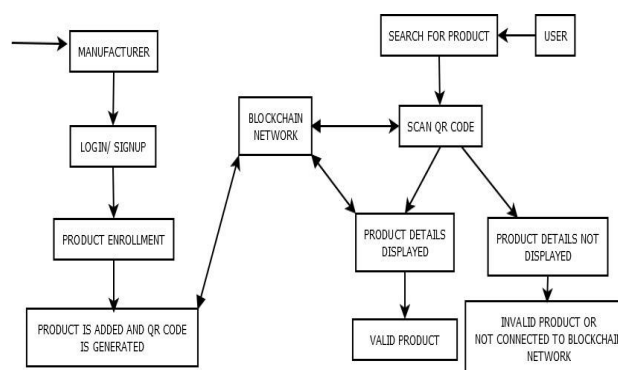 MANUFACTURER
LOGIN/ SIGNUP
PRODUCT ENROLLMENT
PRODUCT IS ADDED AND QR CODE
IS GENERATED
BLOCKCHAIN
NETWORK
SEARCH FOR PRODUCT
USER
SCAN QR CODE
PRODUCT DETAILS
DISPLAYED
PRODUCT DETAILS NOT
DISPLAYED
VALID PRODUCT
INVALID PRODUCT OR
NOT CONNECTED TO BLOCKCHAIN
NETWORK